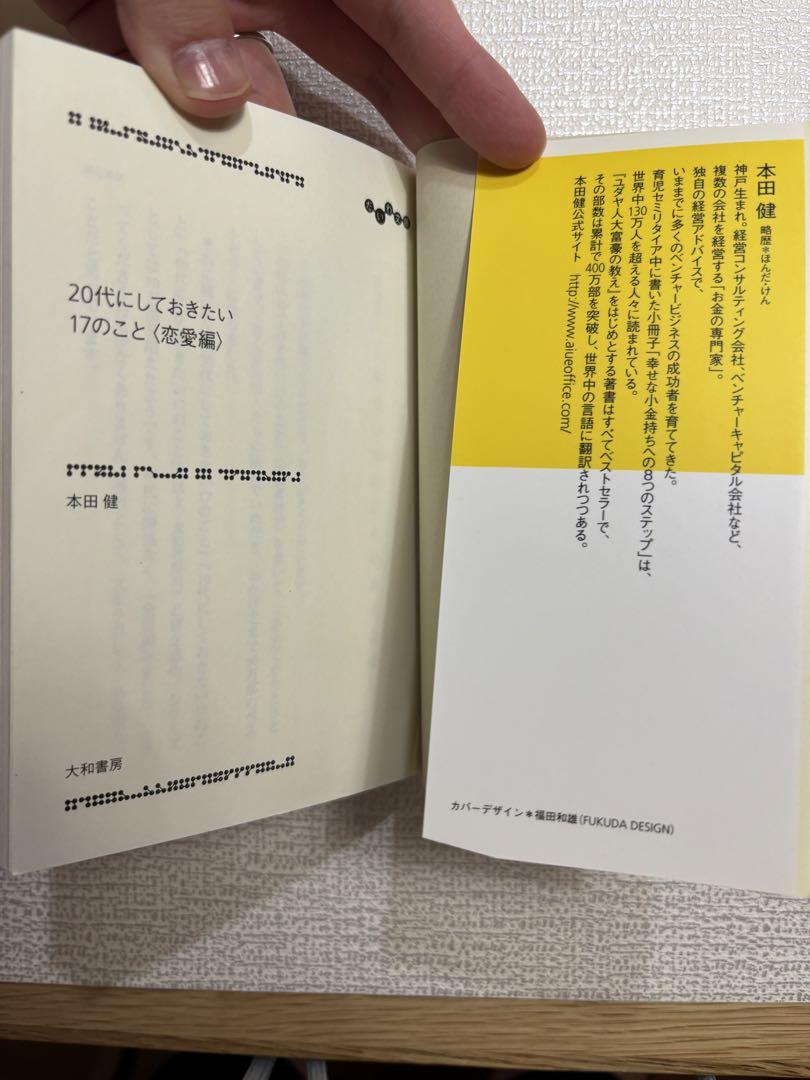 だいわ文庫
20代にしておきたい
17のこと〈恋愛編〉
本田 健
大和書房
本田 健 略歴＊ほんだ・けん
神戸生まれ。経営コンサルティング会社、ベンチャーキャピタル会社など、
複数の会社を経営する「お金の専門家」。
独自の経営アドバイスで、
いままでに多くのベンチャービジネスの成功者を育ててきた。
育児セミリタイア中に書いた小冊子「幸せな小金持ちへの8つのステップ」は、
世界中130万人を超える人々に読まれている。
『ユダヤ人大富豪の教え』をはじめとする著書はすべてベストセラーで、
その部数は累計で400万部を突破し、世界中の言語に翻訳されつつある。
本田健公式サイト http://www.aiueoffice.com/
カバーデザイン＊福田和雄(FUKUDA DESIGN)